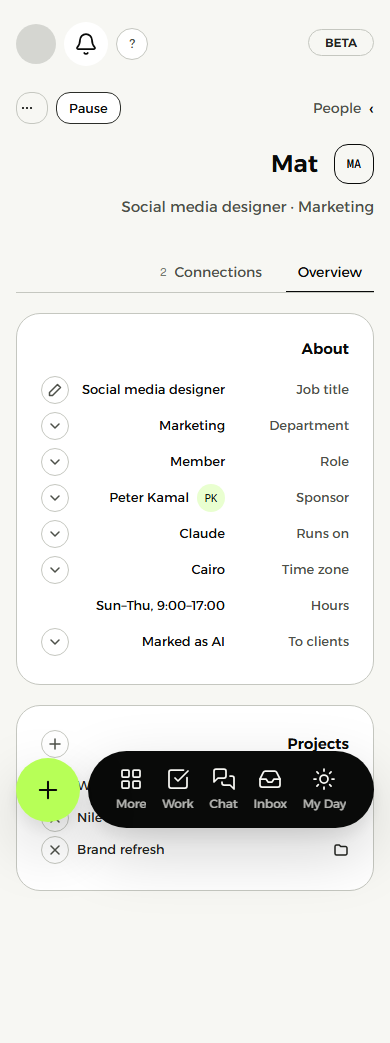 ?
BETA
Pause
People
Mat
MA
Social media designer · Marketing
2 Connections
Overview
About
Social media designer
Job title
Marketing
Department
Member
Role
Peter Kamal
PK
Sponsor
Claude
Runs on
Cairo
Time zone
Sun–Thu, 9:00–17:00
Hours
Marked as AI
To clients
Projects
More
Work
Chat
Inbox
My Day
Nile
Brand refresh